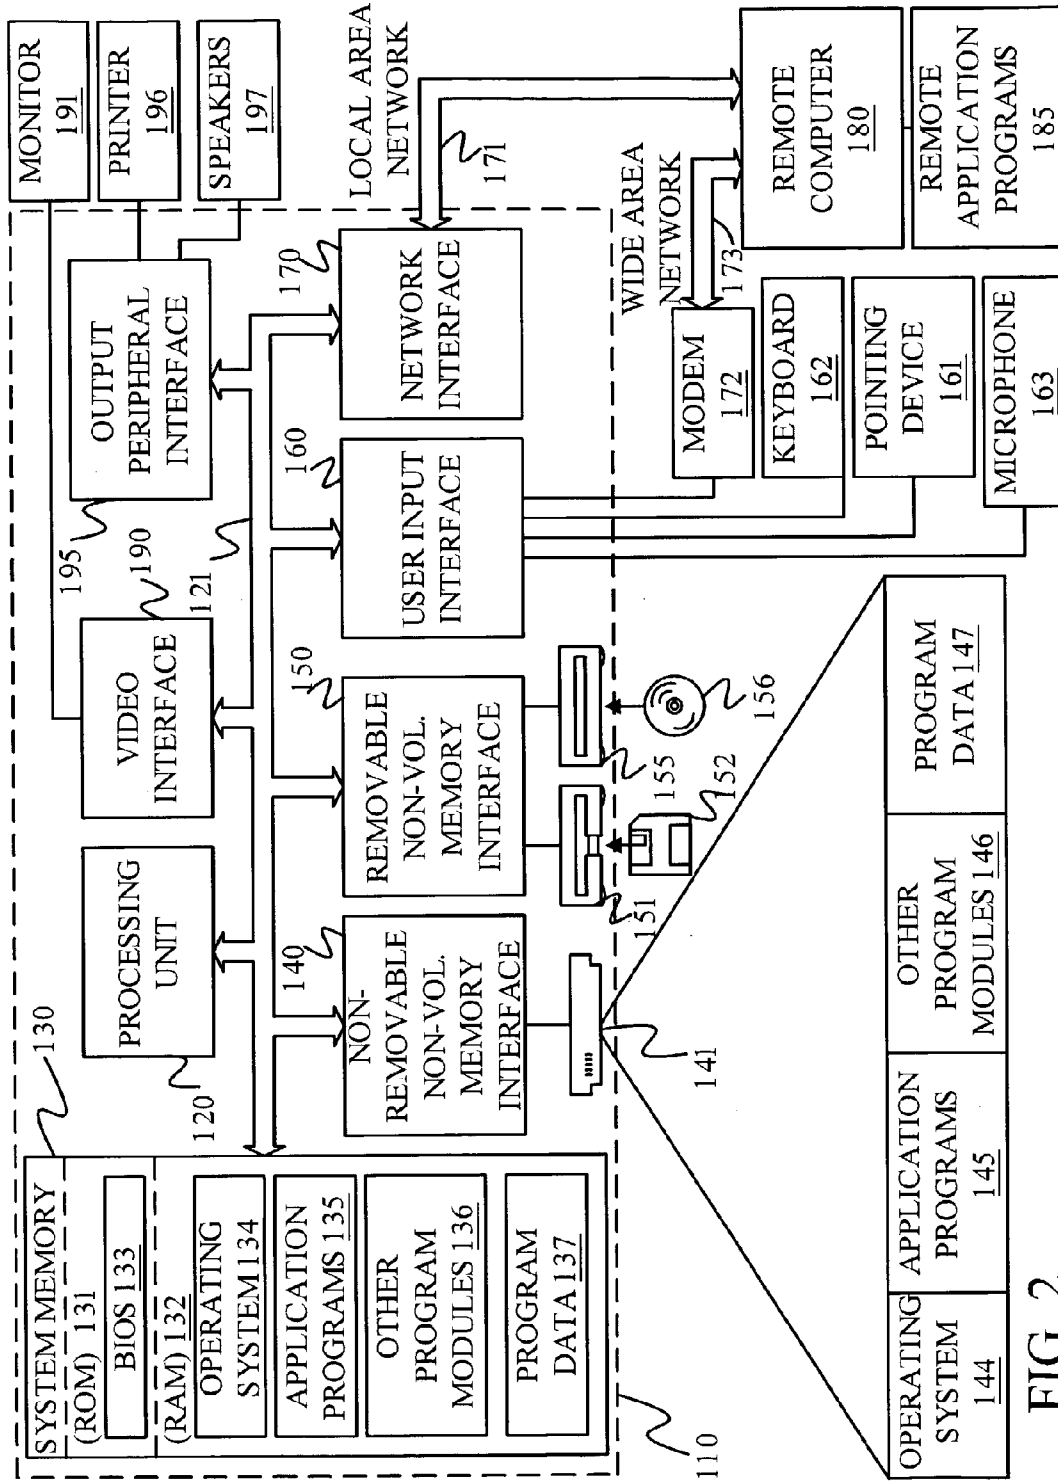 SYSTEM MEMORY
(ROM) 131
BIOS 133
(RAM) 132
OPERATING
SYSTEM 134
APPLICATION
PROGRAMS 135
OTHER
PROGRAM
MODULES 136
PROGRAM
DATA 137
130
120
PROCESSING
UNIT
VIDEO
INTERFACE
190
121
195
OUTPUT
PERIPHERAL
INTERFACE
MONITOR
191
PRINTER
196
SPEAKERS
197
140
NON-
REMOVABLE
NON-VOL.
MEMORY
INTERFACE
150
REMOVABLE
NON-VOL.
MEMORY
INTERFACE
160
USER INPUT
INTERFACE
170
NETWORK
INTERFACE
LOCAL AREA
NETWORK
171
110
141
151
152
155
156
WIDE AREA
NETWORK
173
MODEM
172
KEYBOARD
162
POINTING
DEVICE
161
MICROPHONE
163
REMOTE
COMPUTER
180
REMOTE
APPLICATION
PROGRAMS
185
OPERATING
SYSTEM
144
APPLICATION
PROGRAMS
145
OTHER
PROGRAM
MODULES 146
PROGRAM
DATA 147
FIG. 2